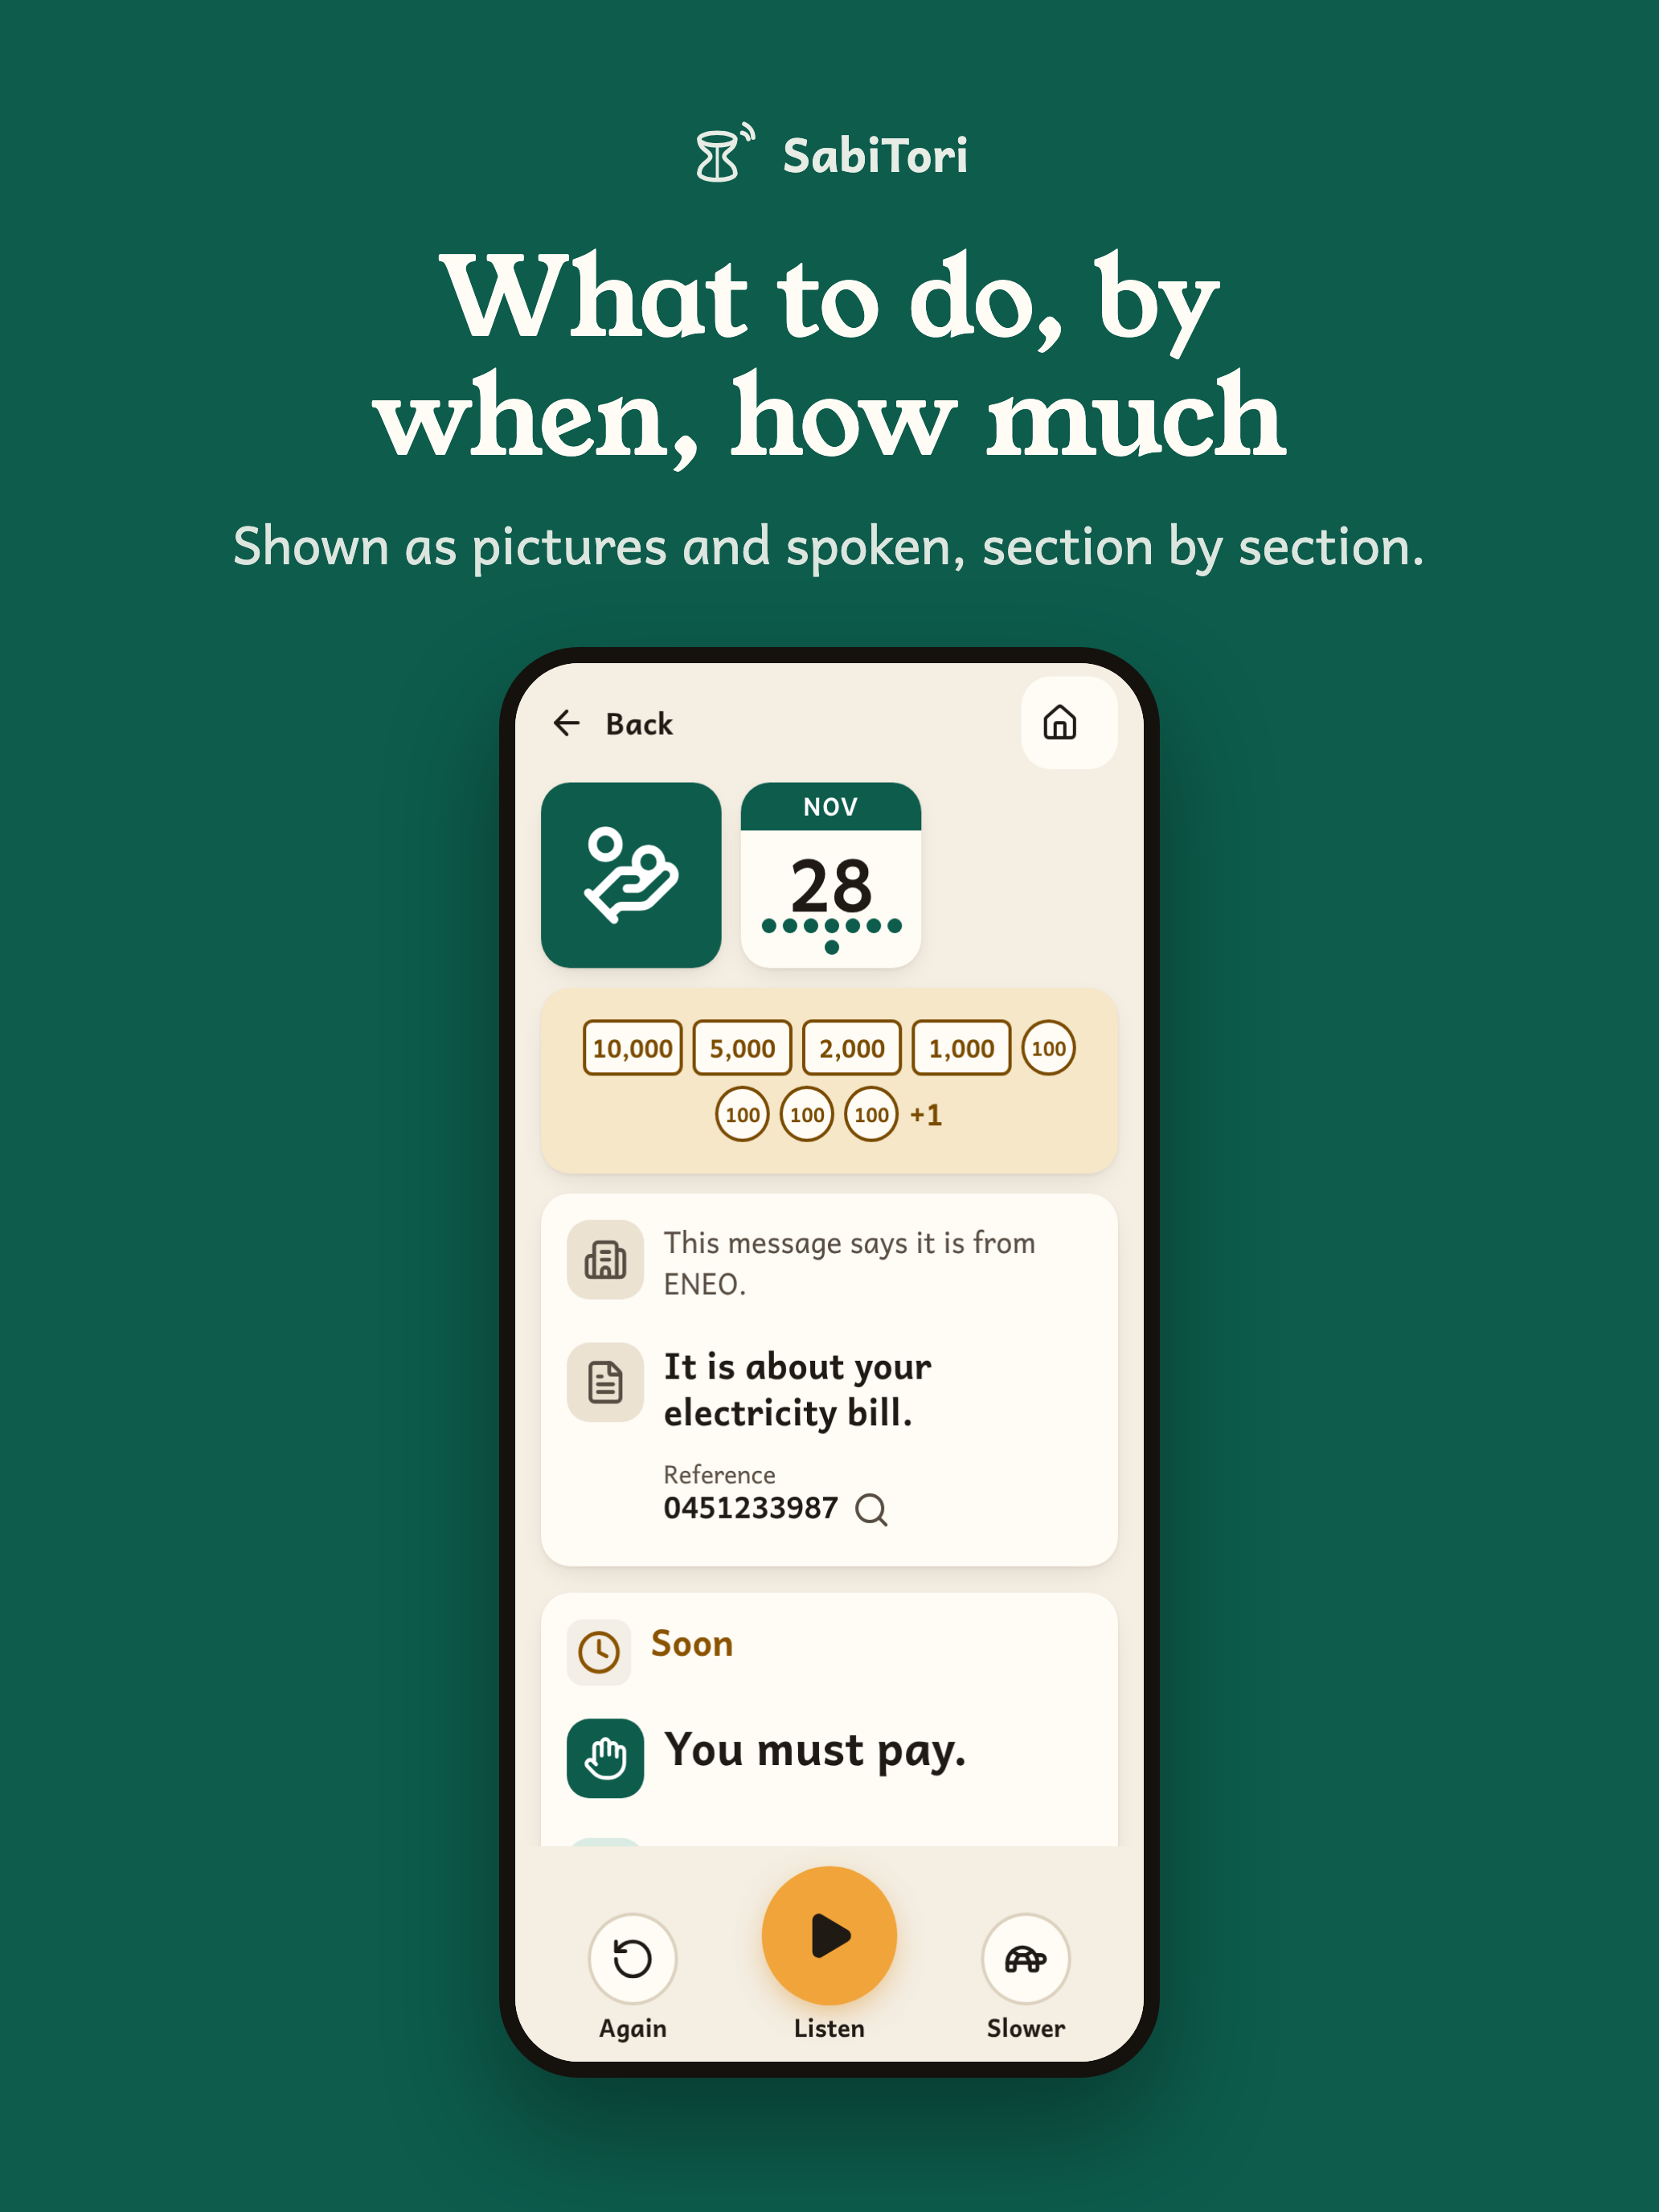 SabiTori
What to do, by
when, how much
Shown as pictures and spoken, section by section.
Back
NOV
28
10,000 5,000 2,000 1,000 100
100 100 100 +1
This message says it is from
ENEO.
It is about your
electricity bill.
Reference
0451233987
Soon
You must pay.
Again Listen Slower